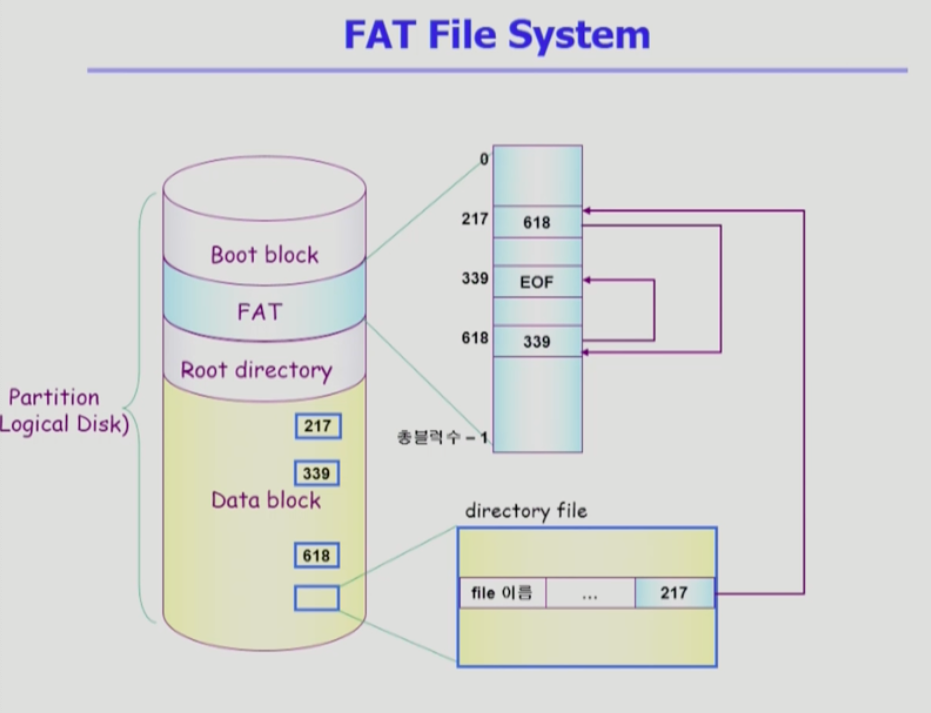 FAT File System
Boot block
FAT
Root directory
Partition
Logical Disk)
217
339
Data block
618
0
217
618
339
EOF
618
339
총블럭수 – 1
directory file
file 이름
...
217